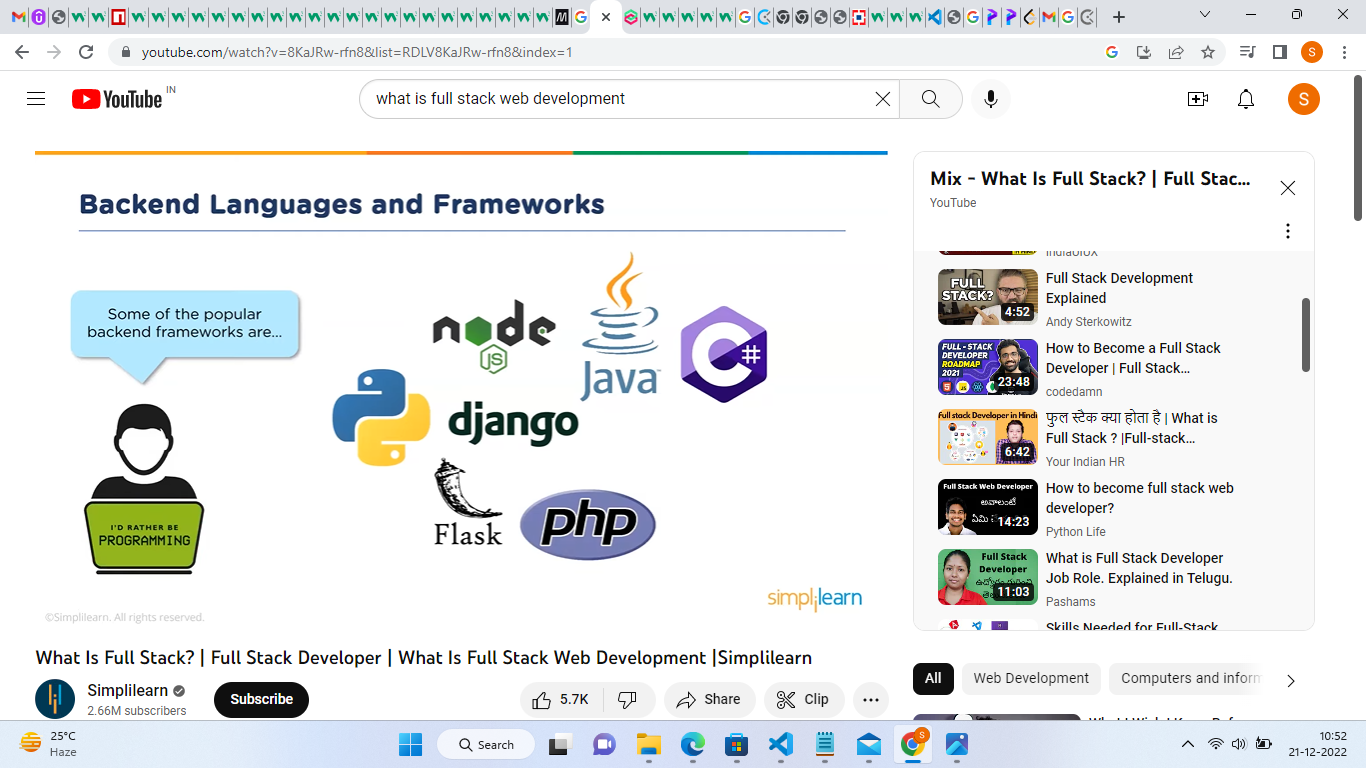 youtube.com/watch?v=8KaJRw-rfn8&list=RDLV8KaJRw-rfn8&index=1
S
YouTube IN
what is full stack web development
S
Backend Languages and Frameworks
Some of the popular
backend frameworks are...
node
JS
Java™
C#
django
Flask
php
I'D RATHER BE
PROGRAMMING
simplilearn
©Simplilearn. All rights reserved.
What Is Full Stack? | Full Stack Developer | What Is Full Stack Web Development |Simplilearn
Simplilearn
2.66M subscribers
Subscribe
5.7K
Share
Clip
Mix - What Is Full Stack? | Full Stac...
YouTube
IndiaUIUX
FULL
STACK?
4:52
Full Stack Development
Explained
Andy Sterkowitz
FULL - STACK
DEVELOPER
ROADMAP
2021
23:48
How to Become a Full Stack
Developer | Full Stack...
codedamn
Full stack Developer in Hindi
6:42
फुल स्टैक क्या होता है | What is
Full Stack ? |Full-stack...
Your Indian HR
Full Stack Web Developer
అవాలంటే
14:23
How to become full stack web
developer?
Python Life
Full Stack
Developer
11:03
What is Full Stack Developer
Job Role. Explained in Telugu.
Pashams
Skills Needed for Full-Stack
All
Web Development
Computers and inform
25°C
Haze
Search
S
10:52
21-12-2022